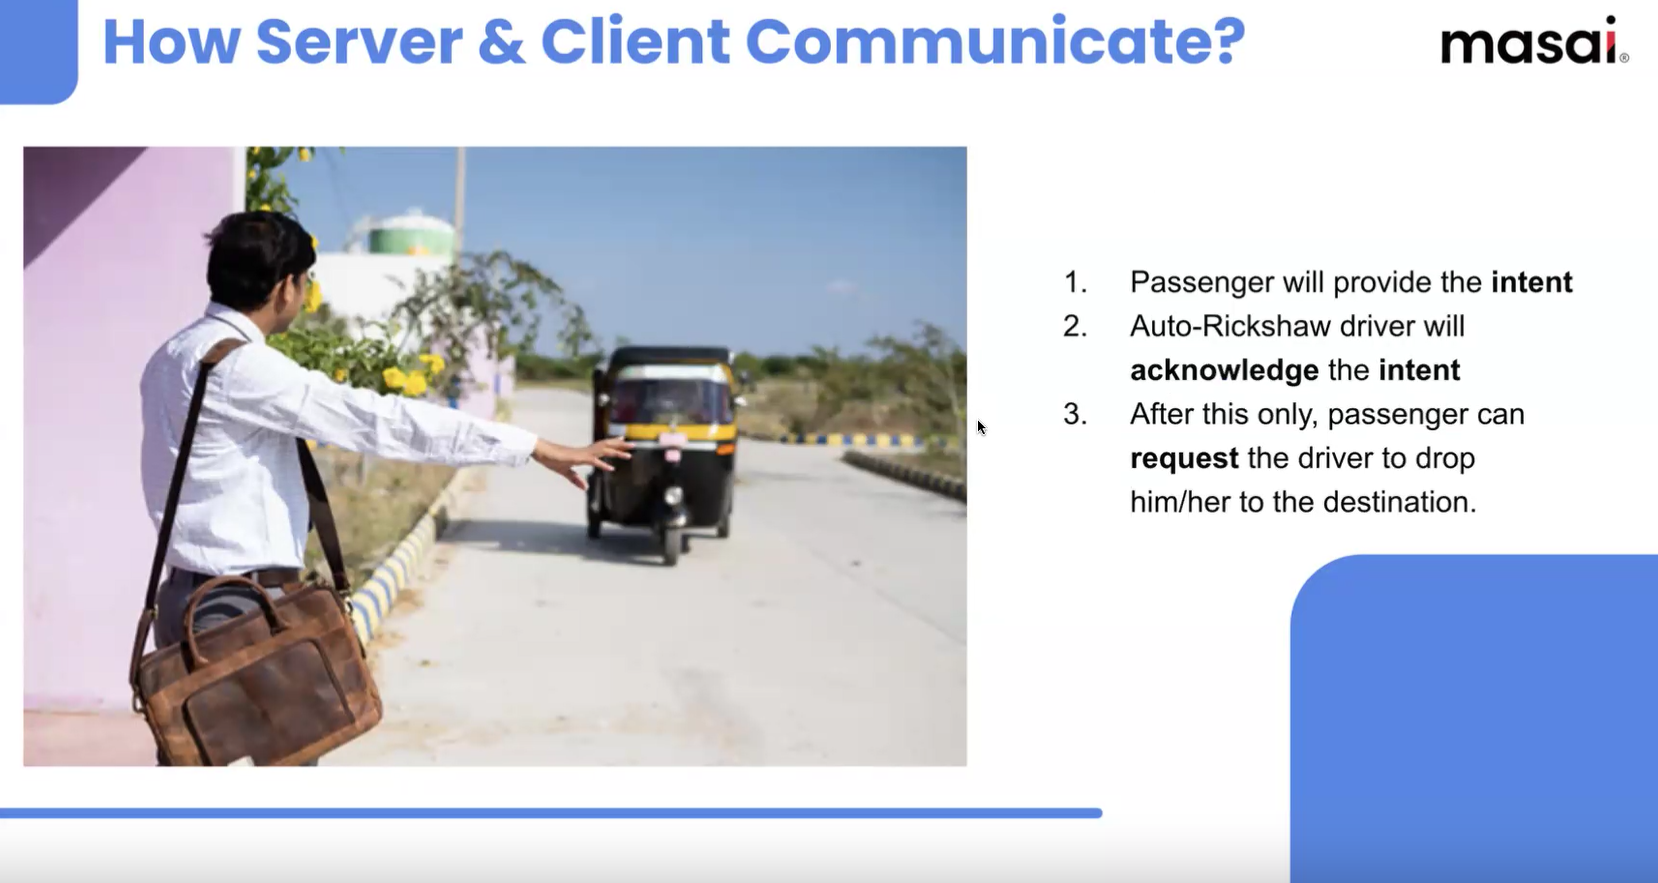 How Server & Client Communicate?
masai®
1. Passenger will provide the intent
2. Auto-Rickshaw driver will
acknowledge the intent
3. After this only, passenger can
request the driver to drop
him/her to the destination.